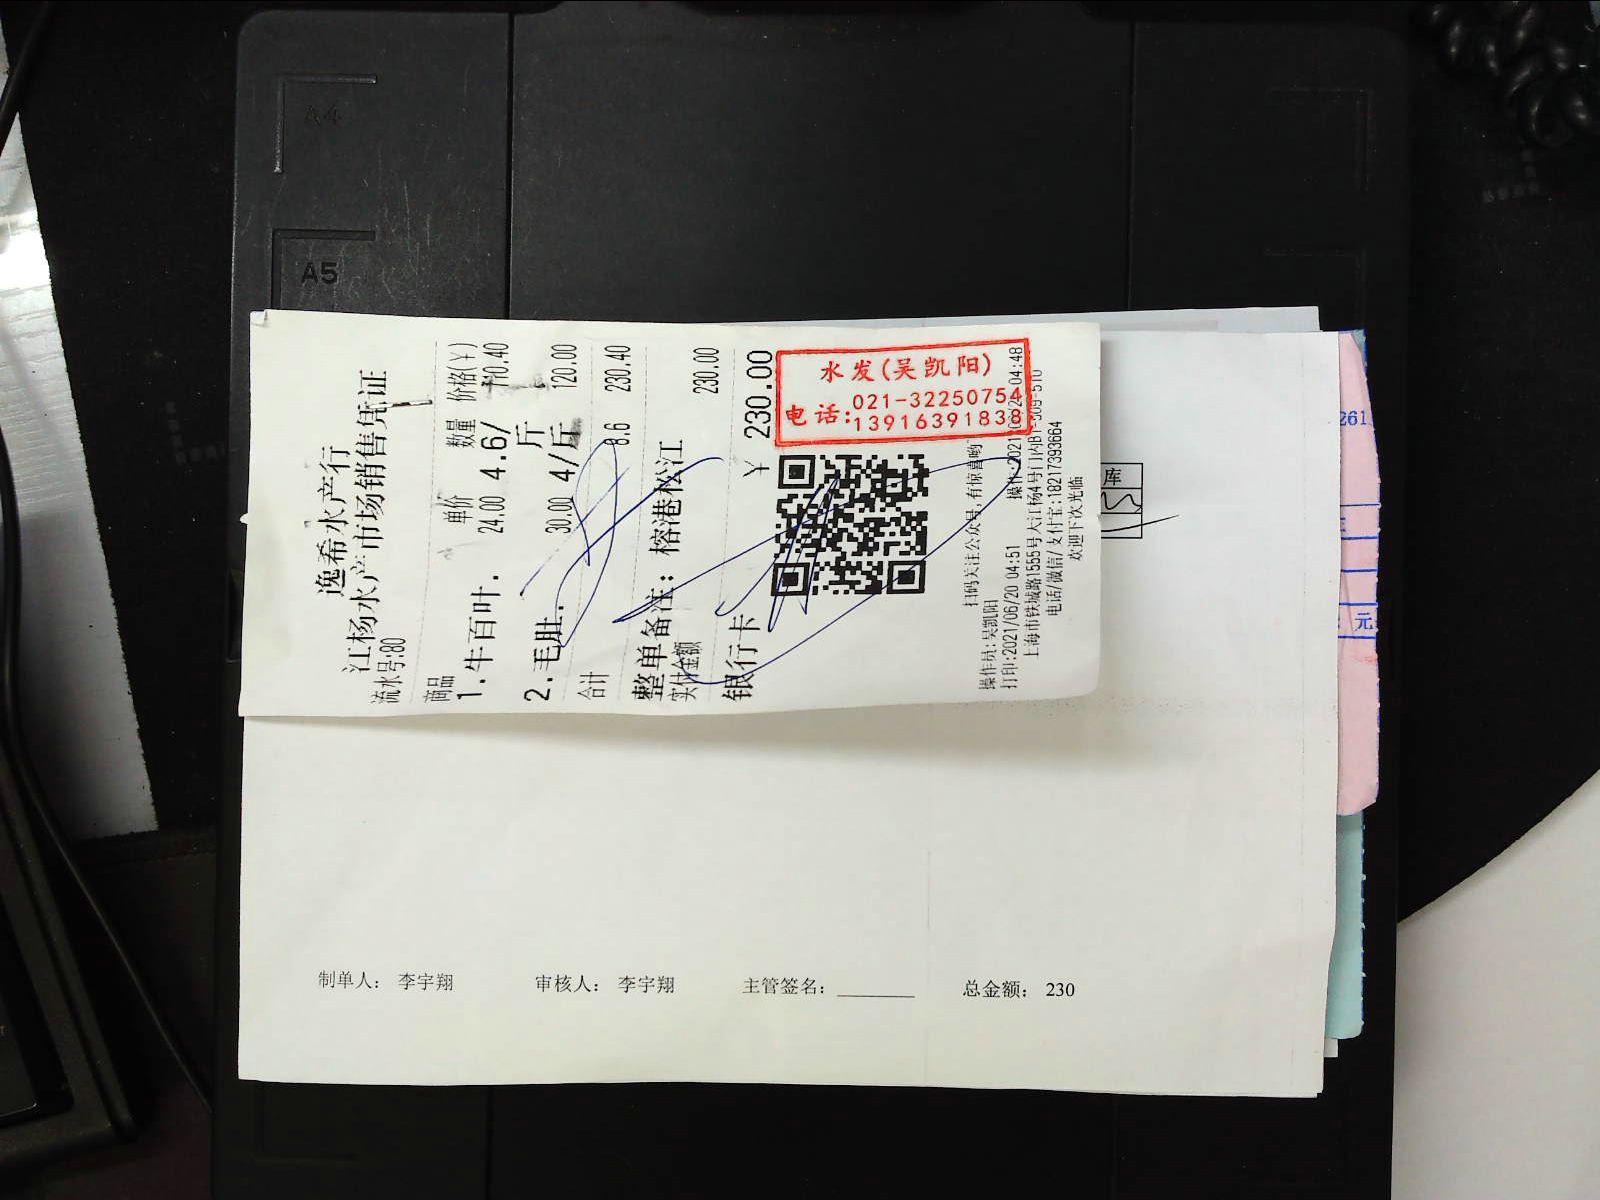 逸希水产行
江杨水产市场销售凭证
流水号:80
商品 单价 数量 价格(￥)
1.牛百叶. 24.00 4.6/斤 110.40
2.毛肚. 30.00 4/斤 120.00
合计 8.6 230.40
整单备注：榕港松江
实付金额 230.00
银行卡 ￥230.00
水发(吴凯阳)
电话:021-32250754
13916391838
扫码关注公众号,有惊喜哟~
操作员:吴凯阳
打印:2021/06/20 04:51
上海市铁城路1555号大江杨4号门内
电话/微信/支付宝:18217393664
欢迎下次光临
库
261
元
A4
A5
制单人： 李宇翔 审核人： 李宇翔 主管签名： 总金额： 230